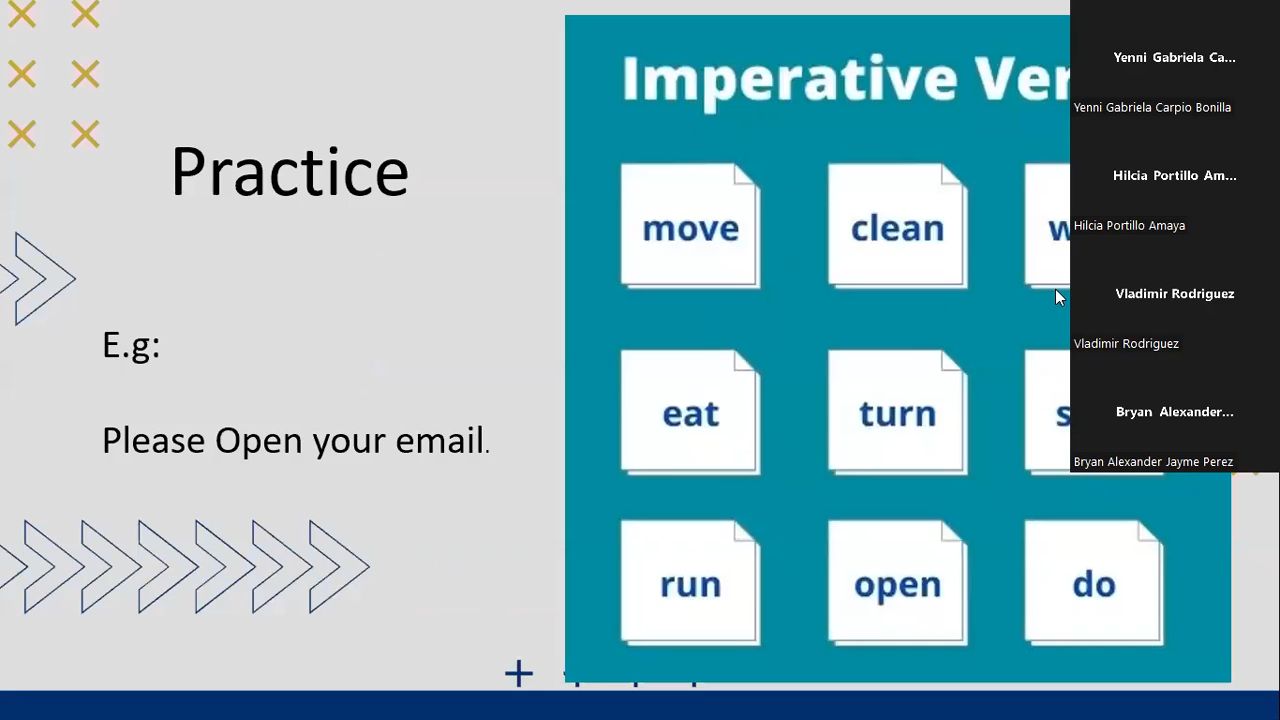 Practice
E.g:
Please Open your email.
Imperative
move
clean
eat
turn
run
open
do
Yenni Gabriela Ca...
Yenni Gabriela Carpio Bonilla
Hilcia Portillo Am...
Hilcia Portillo Amaya
Vladimir Rodriguez
Vladimir Rodriguez
Bryan Alexander...
Bryan Alexander Jayme Perez